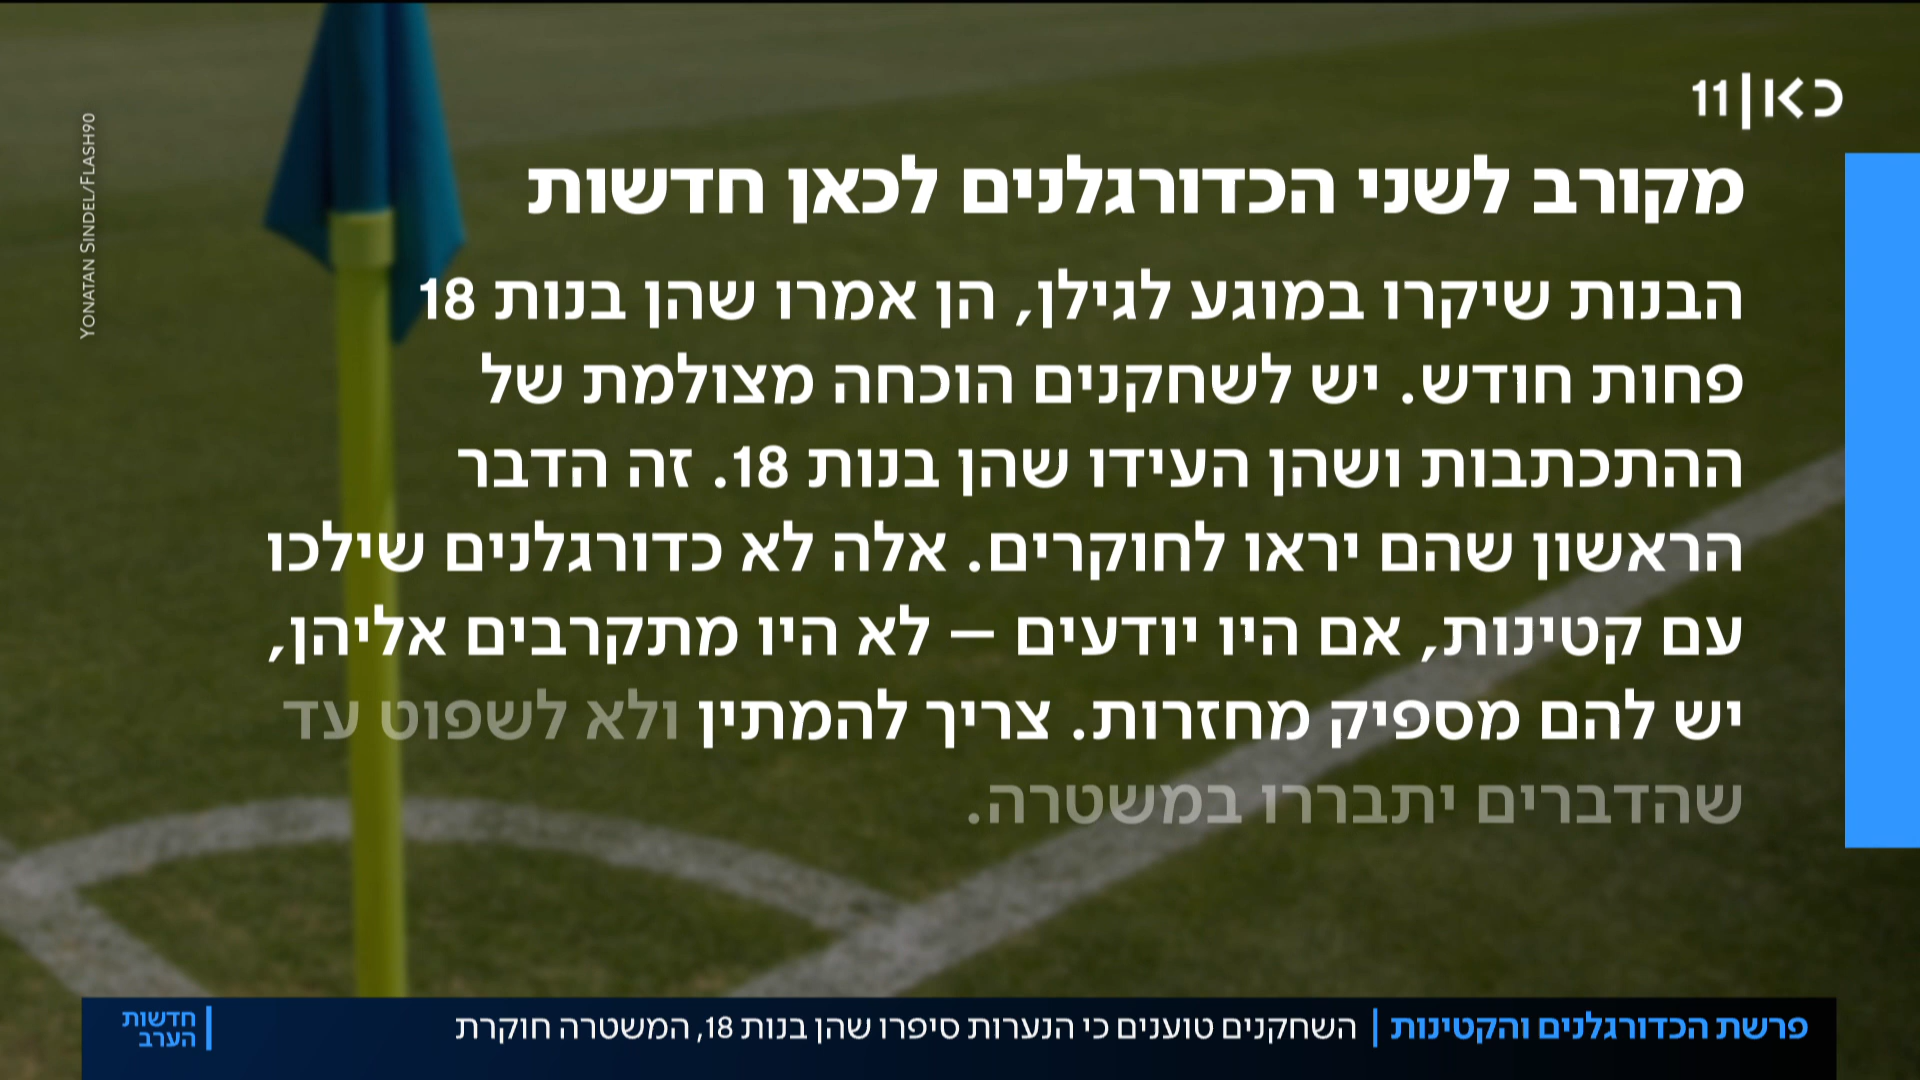 כאן|11
YONATAN SINDEL/FLASH90
מקורב לשני הכדורגלנים לכאן חדשות
הבנות שיקרו במוגע לגילן, הן אמרו שהן בנות 18
פחות חודש. יש לשחקנים הוכחה מצולמת של
ההתכתבות ושהן העידו שהן בנות 18. זה הדבר
הראשון שהם יראו לחוקרים. אלה לא כדורגלנים שילכו
עם קטינות, אם היו יודעים – לא היו מתקרבים אליהן,
יש להם מספיק מחזרות. צריך להמתין ולא לשפוט עד
שהדברים יתבררו במשטרה.
פרשת הכדורגלנים והקטינות | השחקנים טוענים כי הנערות סיפרו שהן בנות 18, המשטרה חוקרת
חדשות
הערב